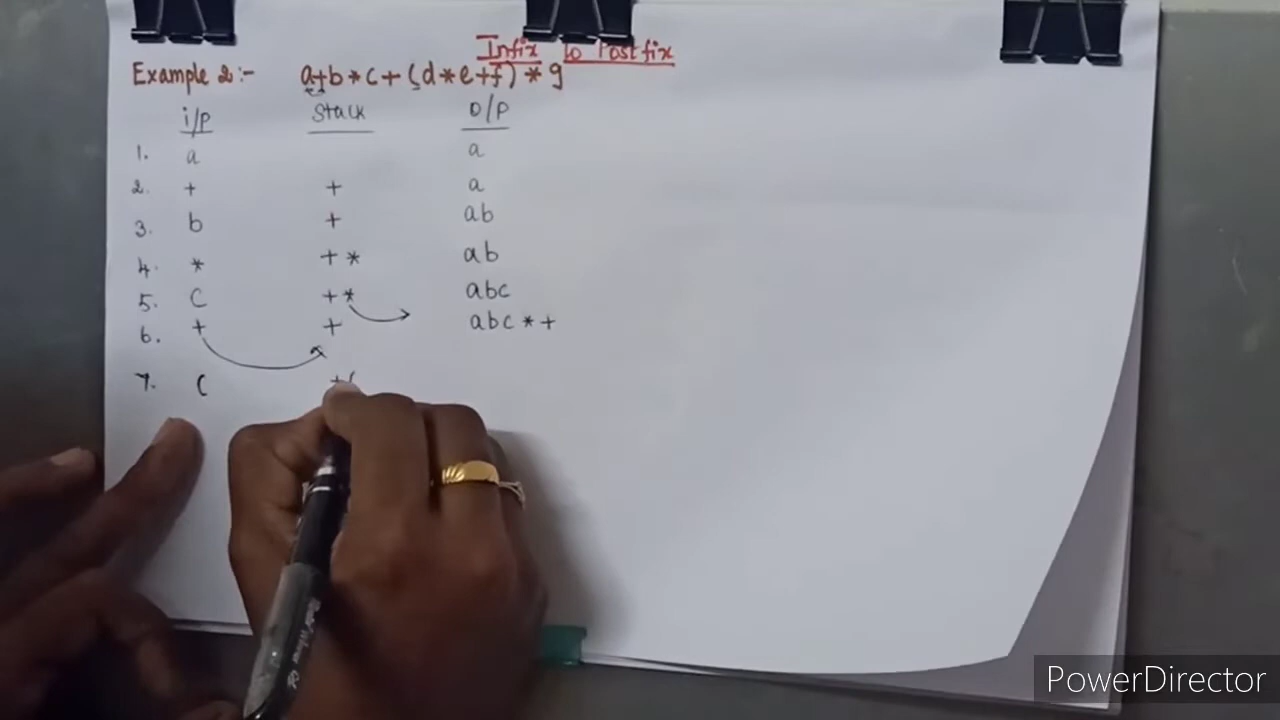 Infix to Postfix
Example 2:- a+b*c+(d*e+f)*g
i/p Stack O/P
1. a a
2. + + a
3. b + ab
4. * +* ab
5. C +* abc
6. + + abc*+
7. ( +(
PowerDirector